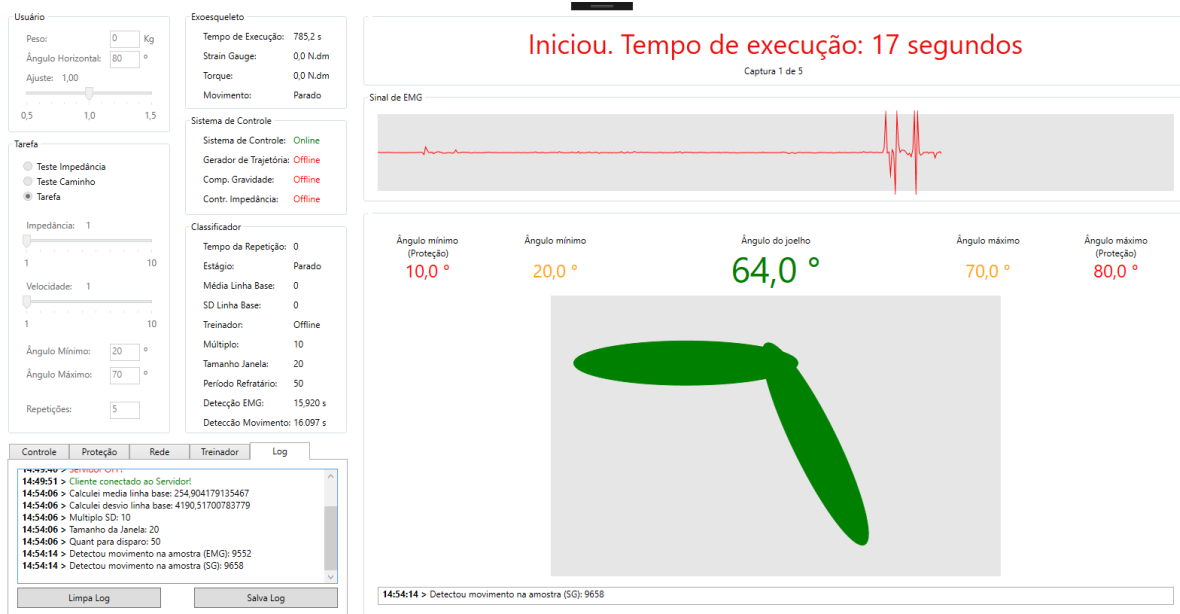 Usuário
Peso: 0 Kg
Ângulo Horizontal: 80 º
Ajuste: 1,00
0,5 1,0 1,5
Tarefa
Teste Impedância
Teste Caminho
Tarefa
Impedância: 1
1 10
Velocidade: 1
1 10
Ângulo Mínimo: 20 º
Ângulo Máximo: 70 º
Repetições: 5
Exoesqueleto
Tempo de Execução: 785,2 s
Strain Gauge: 0,0 N.dm
Torque: 0,0 N.dm
Movimento: Parado
Sistema de Controle
Sistema de Controle: Online
Gerador de Trajetória: Offline
Comp. Gravidade: Offline
Contr. Impedância: Offline
Classificador
Tempo da Repetição: 0
Estágio: Parado
Média Linha Base: 0
SD Linha Base: 0
Treinador: Offline
Múltiplo: 10
Tamanho Janela: 20
Período Refratário: 50
Detecção EMG: 15,920 s
Detecção Movimento: 16.097 s
Controle Proteção Rede Treinador Log
14:49:40 > Servidor OFF!
14:49:51 > Cliente conectado ao Servidor!
14:54:06 > Calculei media linha base: 254,904179135467
14:54:06 > Calculei desvio linha base: 4190,51700783779
14:54:06 > Multiplo SD: 10
14:54:06 > Tamanho da Janela: 20
14:54:06 > Quant para disparo: 50
14:54:14 > Detectou movimento na amostra (EMG): 9552
14:54:14 > Detectou movimento na amostra (SG): 9658
Limpa Log Salva Log
Iniciou. Tempo de execução: 17 segundos
Captura 1 de 5
Sinal de EMG
Ângulo mínimo (Proteção)
10,0 °
Ângulo mínimo
20,0 °
Ângulo do joelho
64,0 °
Ângulo máximo
70,0 °
Ângulo máximo (Proteção)
80,0 °
14:54:14 > Detectou movimento na amostra (SG): 9658